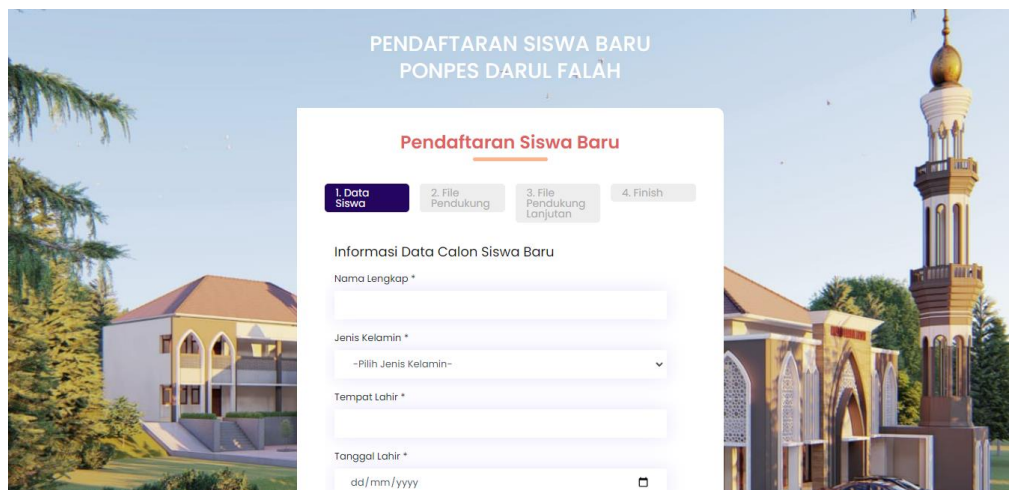 PENDAFTARAN SISWA BARU
PONPES DARUL FALAH
Pendaftaran Siswa Baru
1. Data
Siswa
2. File
Pendukung
3. File
Pendukung
Lanjutan
4. Finish
Informasi Data Calon Siswa Baru
Nama Lengkap *
Jenis Kelamin *
-Pilih Jenis Kelamin-
Tempat Lahir *
Tanggal Lahir *
dd/mm/yyyy